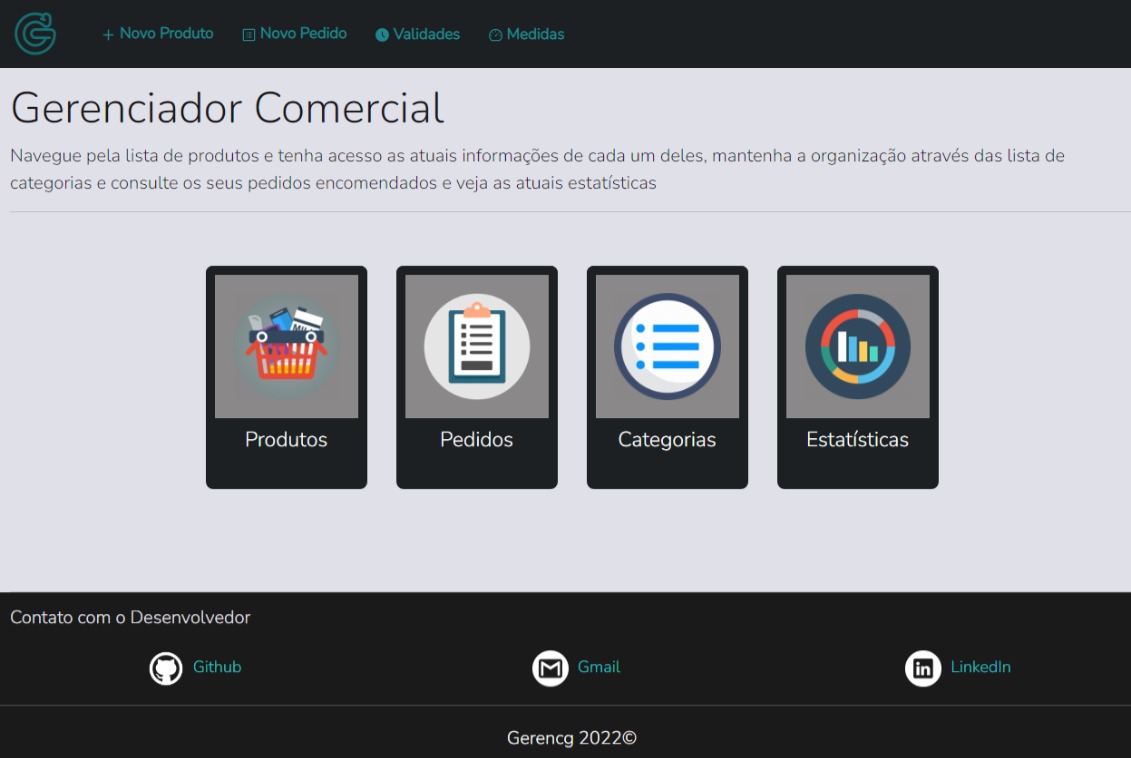 Novo Produto Novo Pedido Validades Medidas
Gerenciador Comercial
Navegue pela lista de produtos e tenha acesso as atuais informações de cada um deles, mantenha a organização através das lista de
categorias e consulte os seus pedidos encomendados e veja as atuais estatísticas
Produtos Pedidos Categorias Estatísticas
Contato com o Desenvolvedor
Github Gmail LinkedIn
Gerencg 2022©